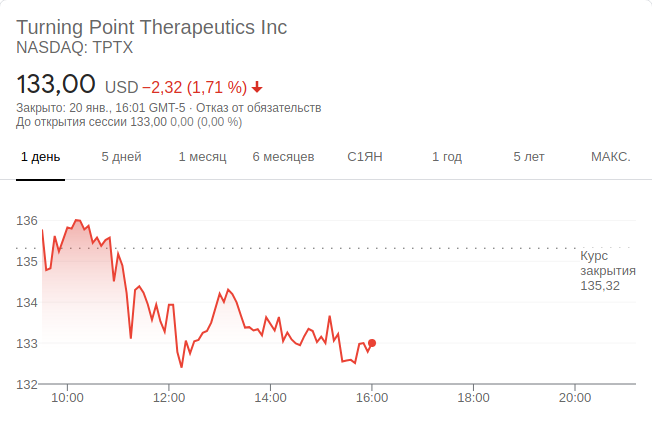 Turning Point Therapeutics Inc
NASDAQ: TPTX
133,00 USD −2,32 (1,71 %)
Закрыто: 20 янв., 16:01 GMT-5 · Отказ от обязательств
До открытия сессии 133,00 0,00 (0,00 %)
1 день 5 дней 1 месяц 6 месяцев С1ЯН 1 год 5 лет МАКС.
136
135
134
133
132
Курс
закрытия
135,32
10:00 12:00 14:00 16:00 18:00 20:00